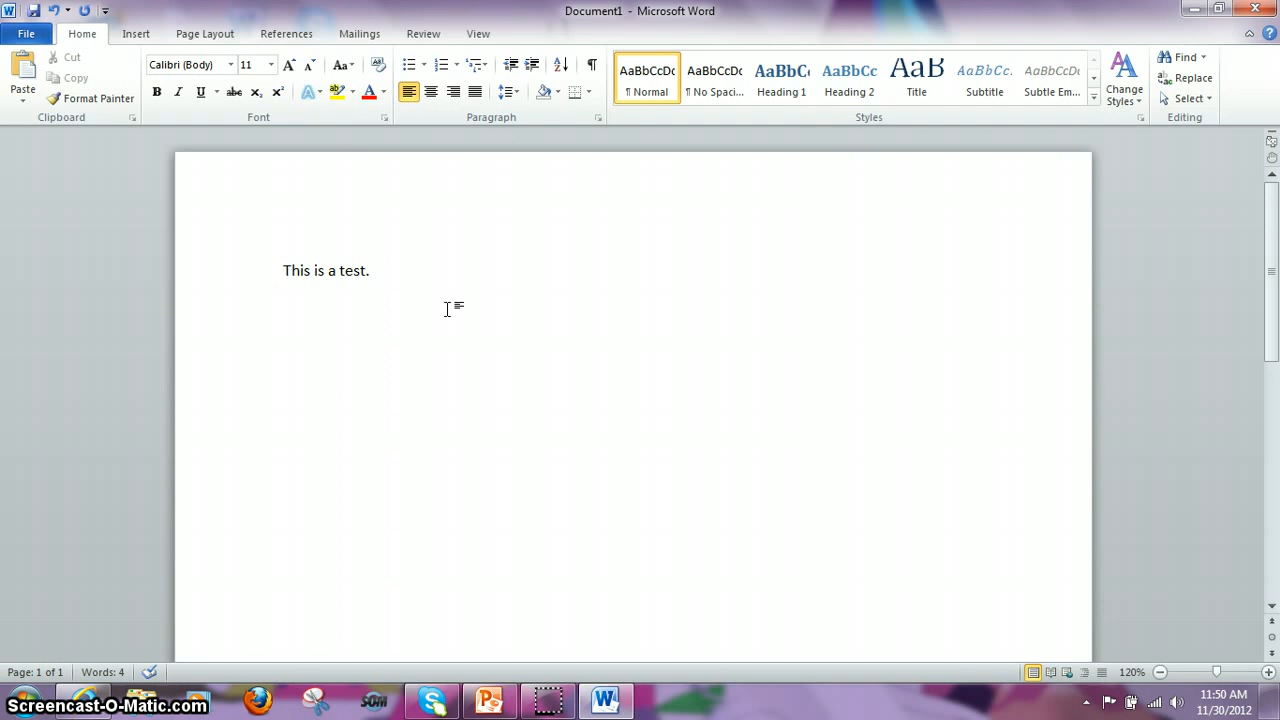 Document1 - Microsoft Word
File Home Insert Page Layout References Mailings Review View
Paste
Cut
Copy
Format Painter
Clipboard
Calibri (Body) 11
Font
Paragraph
AaBbCcDc AaBbCcDc AaBbC AaBbCc AaB AaBbCc. AaBbCcDc
¶ Normal ¶ No Spaci... Heading 1 Heading 2 Title Subtitle Subtle Em...
Change
Styles
Styles
Find
Replace
Select
Editing
This is a test.
Page: 1 of 1 Words: 4 120%
Screencast-O-Matic.com
SOM
11:50 AM
11/30/2012